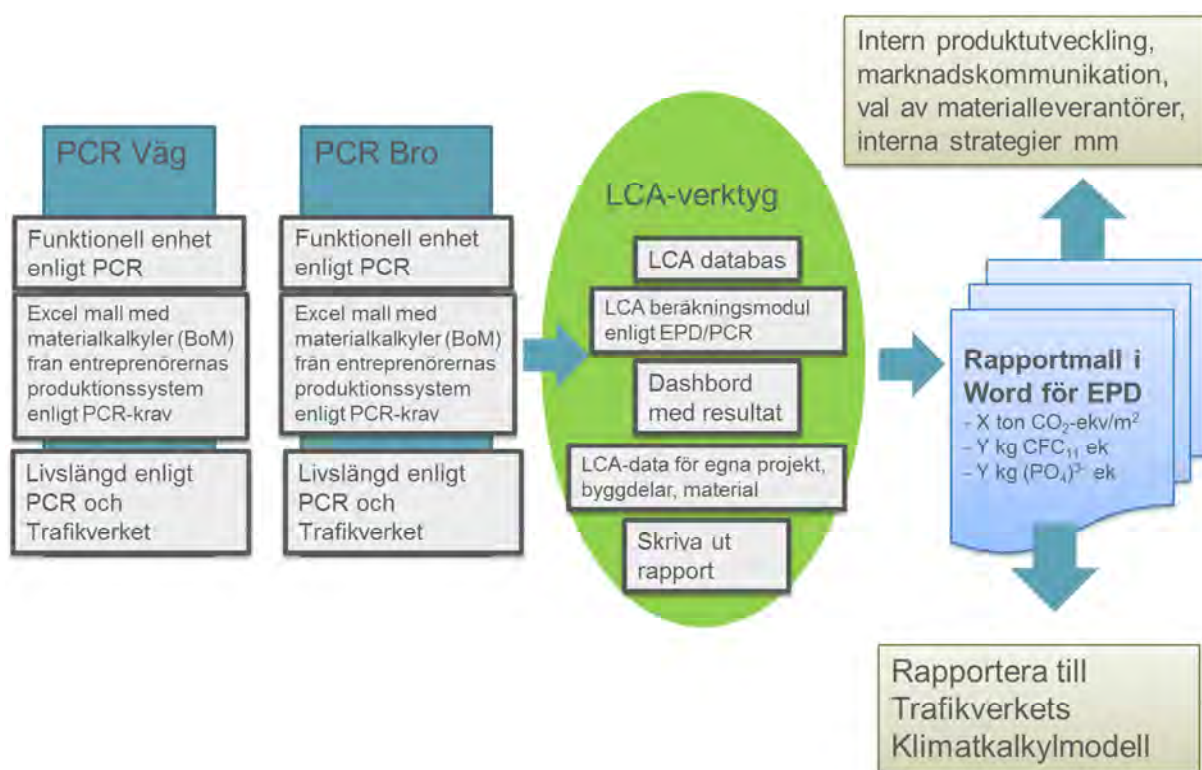 PCR Väg
Funktionell enhet
enligt PCR
Excel mall med
materialkalkyler (BoM)
från entreprenörernas
produktionssystem
enligt PCR-krav
Livslängd enligt
PCR och
Trafikverket
PCR Bro
Funktionell enhet
enligt PCR
Excel mall med
materialkalkyler (BoM)
från entreprenörernas
produktionssystem
enligt PCR-krav
Livslängd enligt
PCR och
Trafikverket
LCA-verktyg
LCA databas
LCA beräkningsmodul
enligt EPD/PCR
Dashbord
med resultat
LCA-data för egna projekt,
byggdelar, material
Skriva ut
rapport
Intern produktutveckling,
marknadskommunikation,
val av materialleverantörer,
interna strategier mm
Rapportmall i
Word för EPD
- X ton CO₂-ekv/m²
– Y kg CFC₁₁ ek
– Y kg (PO₄)³⁻ ek
Rapportera till
Trafikverkets
Klimatkalkylmodell